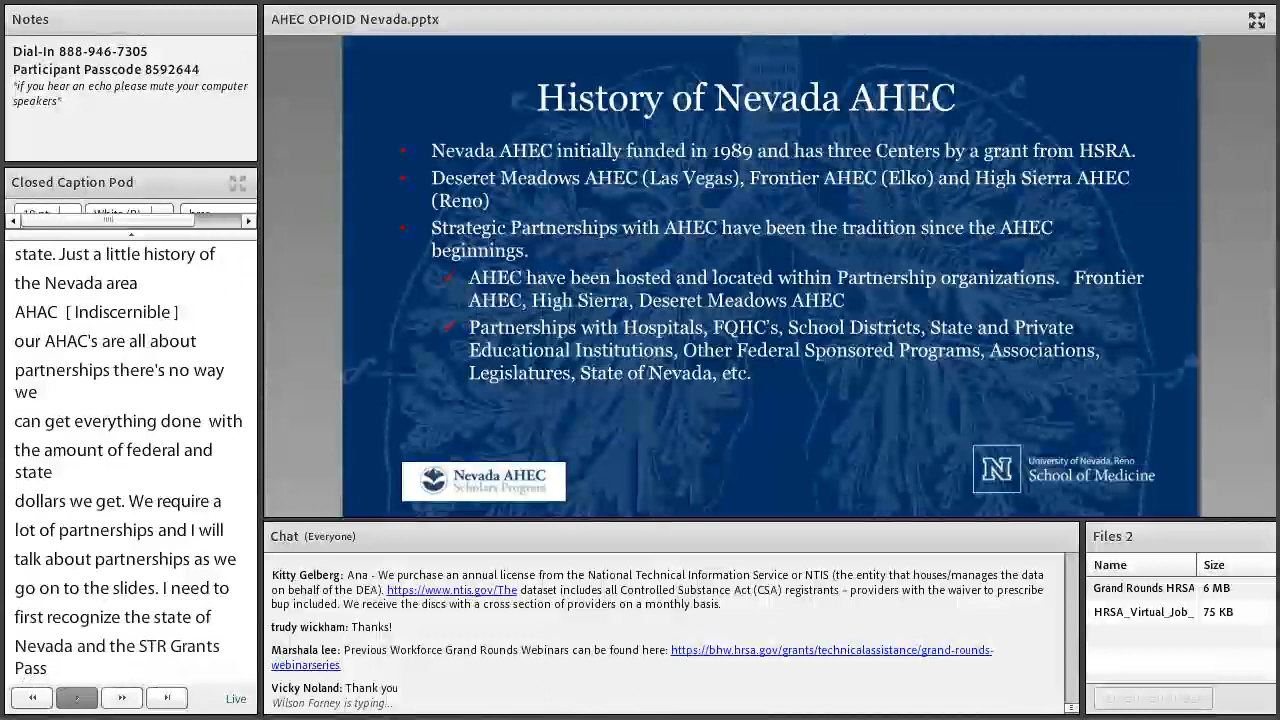 Notes
Dial-In 888-946-7305
Participant Passcode 8592644
*if you hear an echo please mute your computer
speakers*
Closed Caption Pod
state. Just a little history of
the Nevada area
AHAC [ Indiscernible ]
our AHAC's are all about
partnerships there's no way
we
can get everything done with
the amount of federal and
state
dollars we get. We require a
lot of partnerships and I will
talk about partnerships as we
go on to the slides. I need to
first recognize the state of
Nevada and the STR Grants
Pass
Live
AHEC OPIOID Nevada.pptx
History of Nevada AHEC
Nevada AHEC initially funded in 1989 and has three Centers by a grant from HSRA.
Deseret Meadows AHEC (Las Vegas), Frontier AHEC (Elko) and High Sierra AHEC
(Reno)
Strategic Partnerships with AHEC have been the tradition since the AHEC
beginnings.
AHEC have been hosted and located within Partnership organizations. Frontier
AHEC, High Sierra, Deseret Meadows AHEC
Partnerships with Hospitals, FQHC's, School Districts, State and Private
Educational Institutions, Other Federal Sponsored Programs, Associations,
Legislatures, State of Nevada, etc.
Nevada AHEC
Scholars Program
N
University of Nevada, Reno
School of Medicine
Chat (Everyone)
Kitty Gelberg: Ana - We purchase an annual license from the National Technical Information Service or NTIS (the entity that houses/manages the data
on behalf of the DEA). https://www.ntis.gov/The dataset includes all Controlled Substance Act (CSA) registrants – providers with the waiver to prescribe
bup included. We receive the discs with a cross section of providers on a monthly basis.
trudy wickham: Thanks!
Marshala lee: Previous Workforce Grand Rounds Webinars can be found here: https://bhw.hrsa.gov/grants/technicalassistance/grand-rounds-
webinarseries
Vicky Noland: Thank you
Wilson Forney is typing...
Files 2
Name Size
Grand Rounds HRSA 6 MB
HRSA_Virtual_Job_ 75 KB